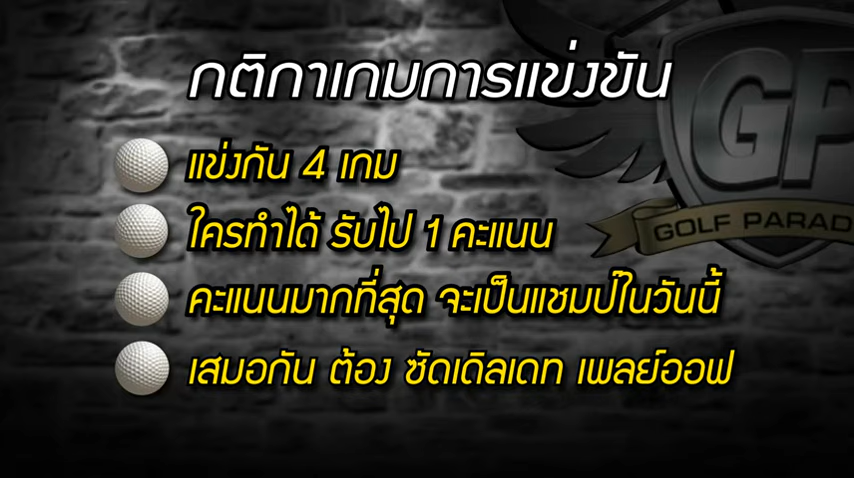 กติกาเกมการแข่งขัน
แข่งกัน 4 เกม
ใครทำได้ รับไป 1 คะแนน
คะแนนมากที่สุด จะเป็นแชมป์ในวันนี้
เสมอกัน ต้อง ซัดเดิลเดท เพลย์ออฟ
GP
GOLF PARAD